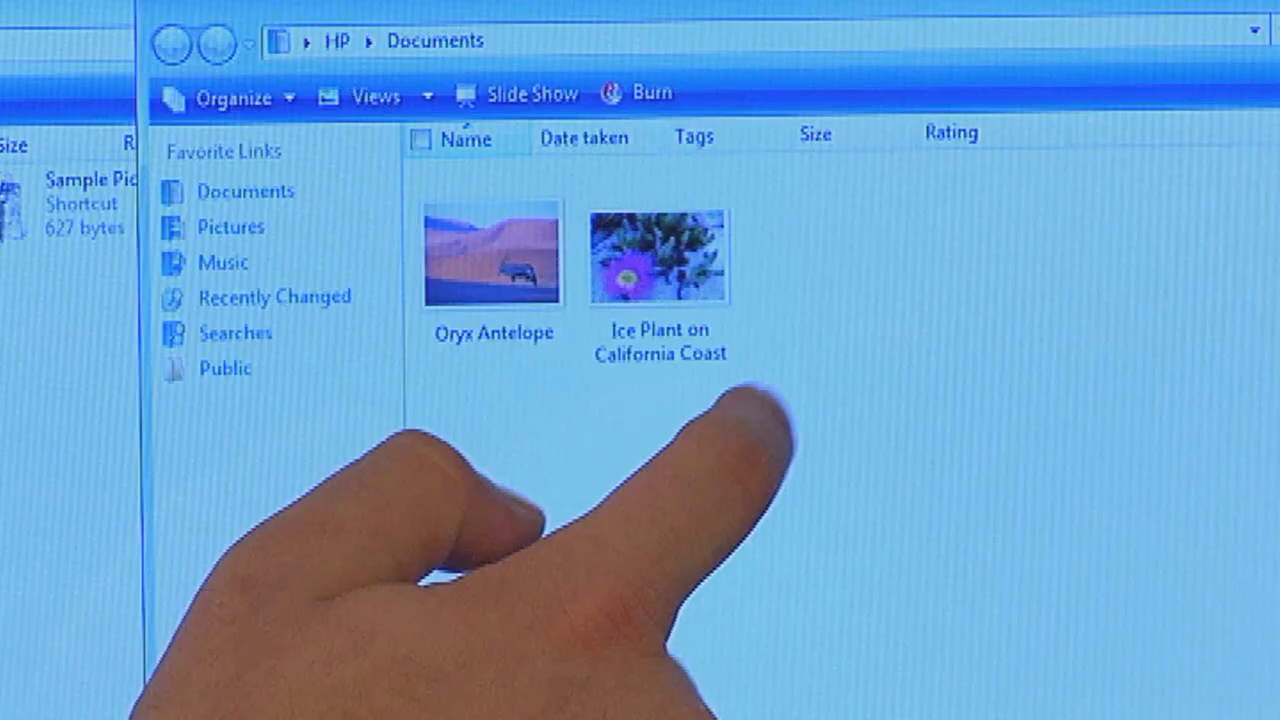 HP Documents
Organize Views Slide Show Burn
Size R
Name Date taken Tags Size Rating
Sample Pic
Shortcut
627 bytes
Favorite Links
Documents
Pictures
Music
Recently Changed
Searches
Public
Oryx Antelope
Ice Plant on
California Coast